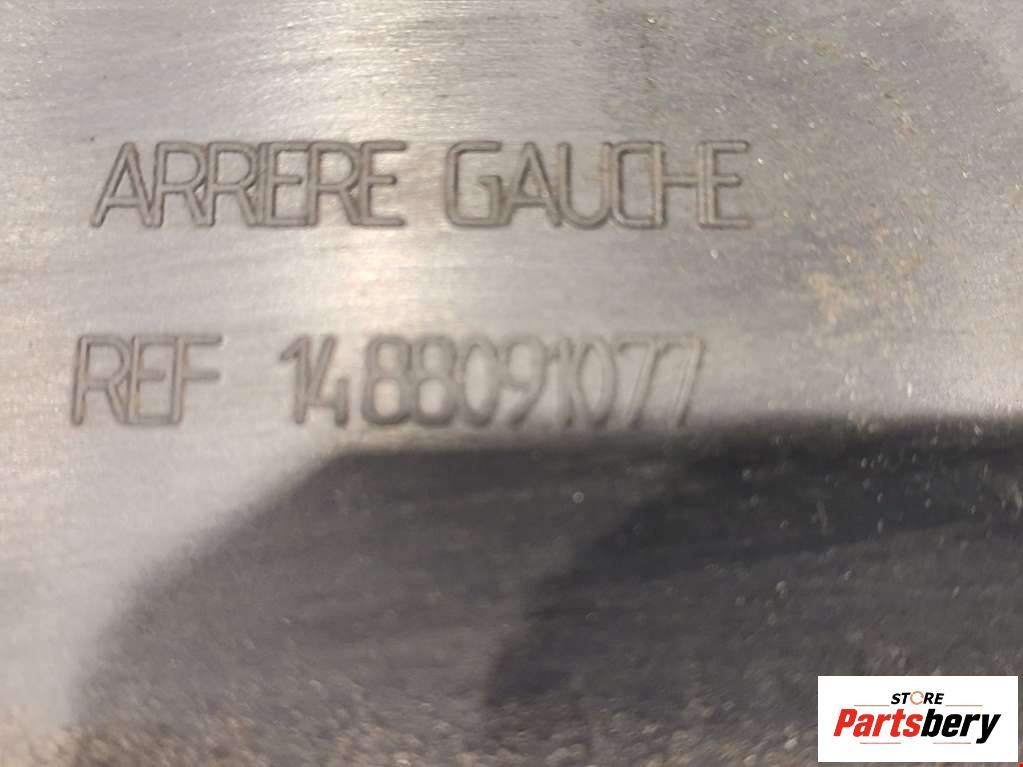 ARRIERE GAUCHE
REF 1488091077
STORE
Partsbery